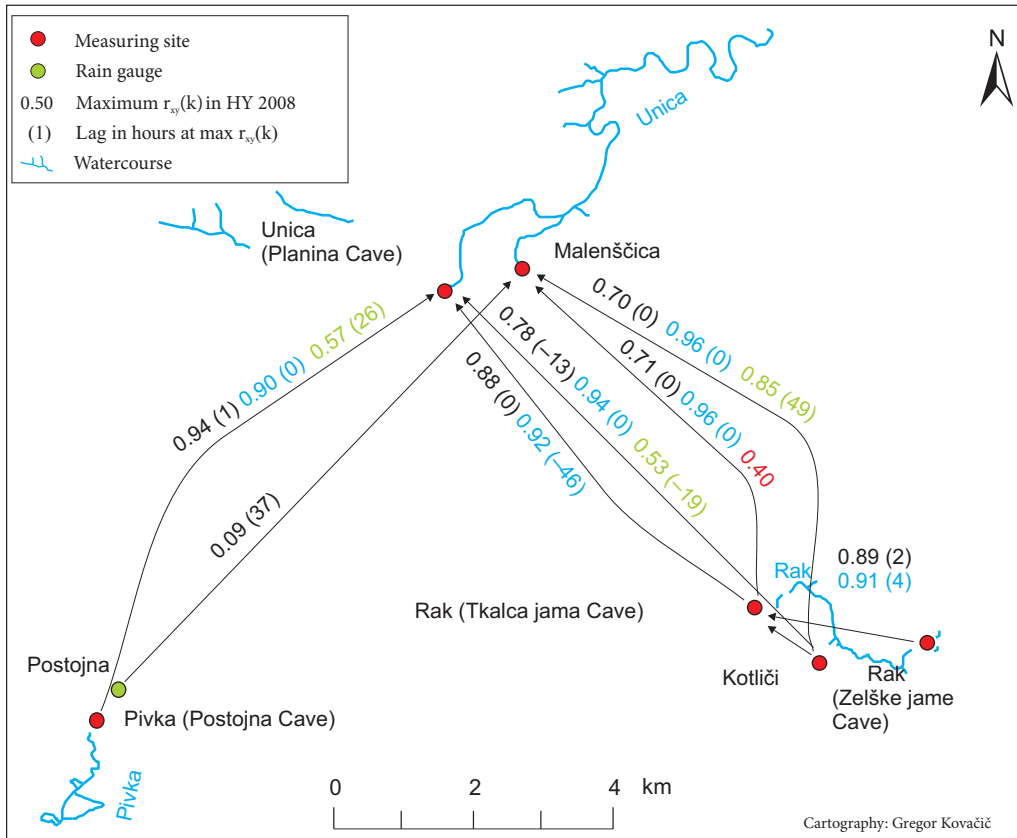 Measuring site
Rain gauge
0.50 Maximum rxy(k) in HY 2008
(1) Lag in hours at max rxy(k)
Watercourse
N
Unica
Unica
(Planina Cave)
Malenščica
0.94 (1) 0.90 (0) 0.57 (26)
0.09 (37)
0.88 (0) 0.92 (–46)
0.78 (–13) 0.94 (0) 0.53 (–19)
0.71 (0) 0.96 (0) 0.40
0.70 (0) 0.96 (0) 0.85 (49)
0.89 (2)
0.91 (4)
Rak
Rak (Tkalca jama Cave)
Kotliči
Rak
(Zelške jame
Cave)
Postojna
Pivka (Postojna Cave)
Pivka
0 2 4 km
Cartography: Gregor Kovačič